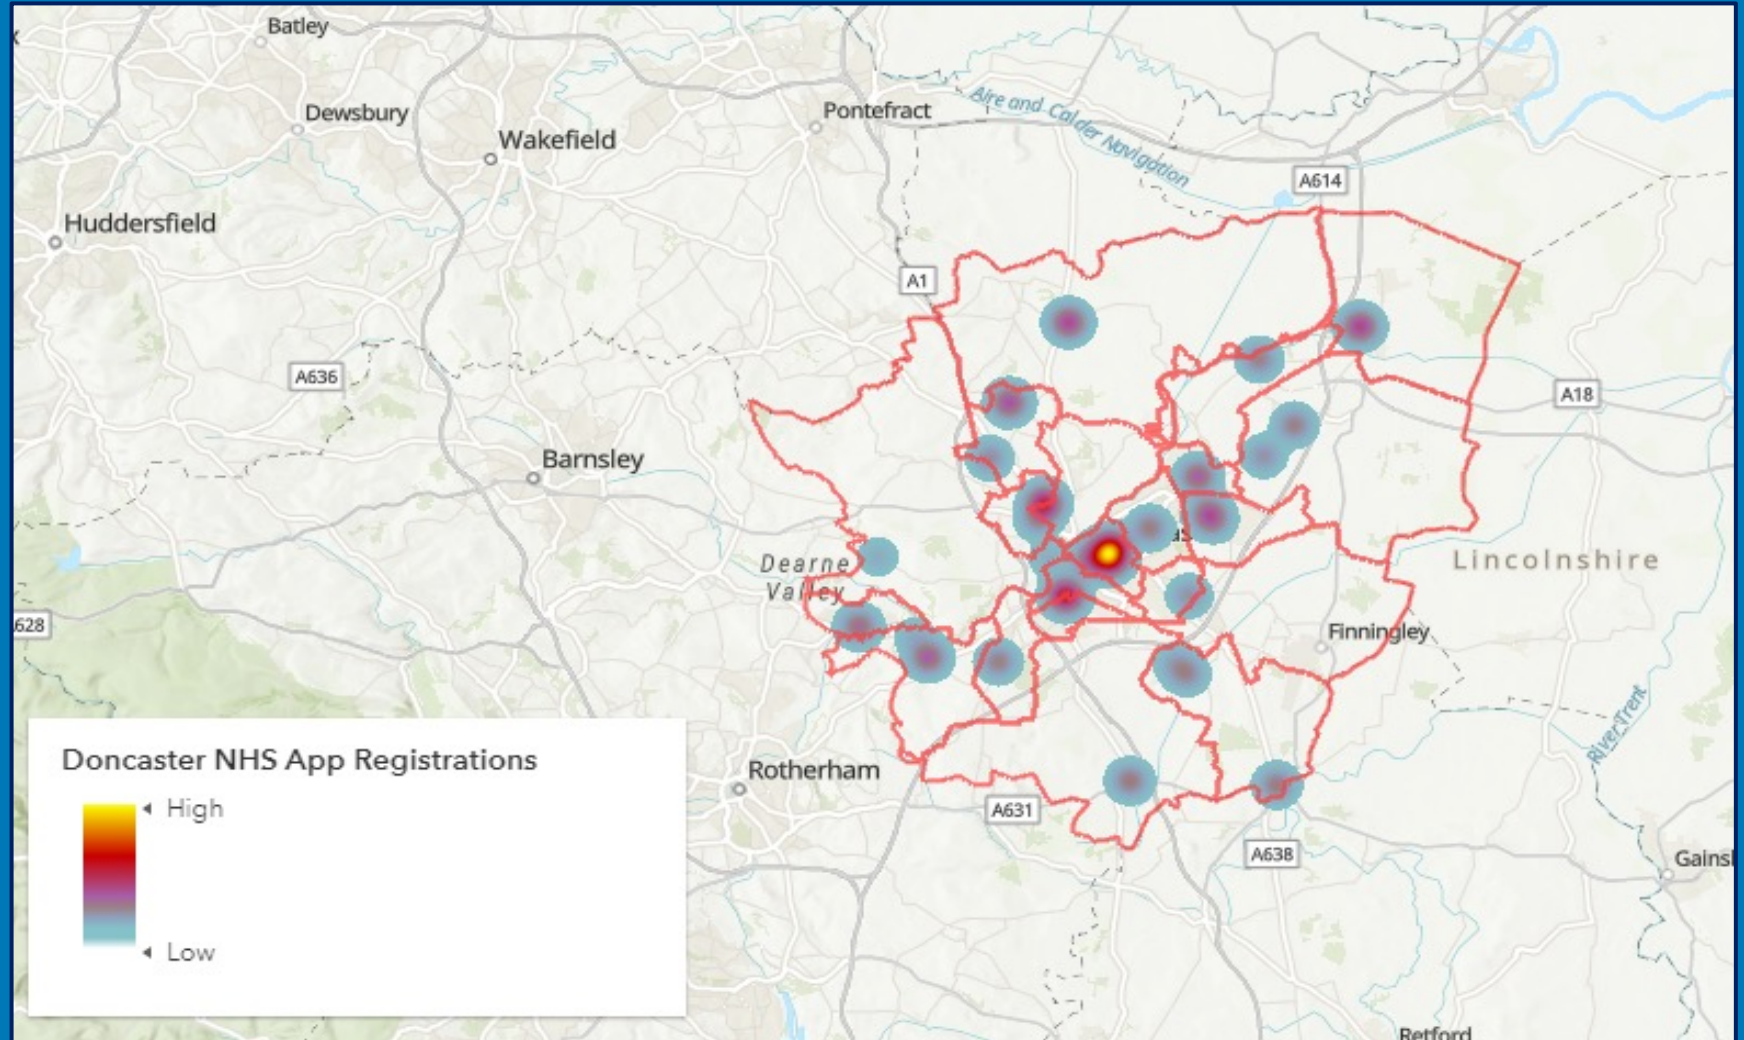 Batley
Dewsbury
Wakefield
Pontefract
Aire and Calder Navigation
A614
Huddersfield
A1
A636
A18
Barnsley
Dearne
Valley
Lincolnshire
628
Finningley
River Trent
Doncaster NHS App Registrations
High
Low
Rotherham
A631
A638
Gainsl
Retford